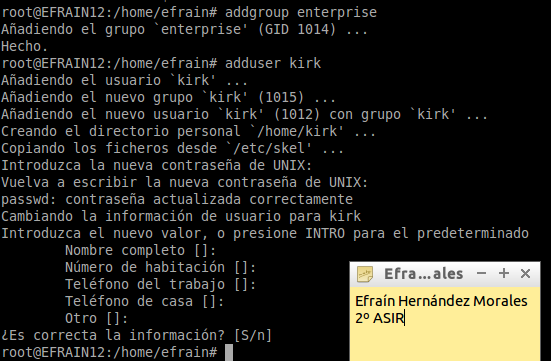 root@EFRAIN12:/home/efrain# addgroup enterprise
Añadiendo el grupo `enterprise' (GID 1014) ...
Hecho.
root@EFRAIN12:/home/efrain# adduser kirk
Añadiendo el usuario `kirk' ...
Añadiendo el nuevo grupo `kirk' (1015) ...
Añadiendo el nuevo usuario `kirk' (1012) con grupo `kirk' ...
Creando el directorio personal `/home/kirk' ...
Copiando los ficheros desde `/etc/skel' ...
Introduzca la nueva contraseña de UNIX:
Vuelva a escribir la nueva contraseña de UNIX:
passwd: contraseña actualizada correctamente
Cambiando la información de usuario para kirk
Introduzca el nuevo valor, o presione INTRO para el predeterminado
Nombre completo []:
Número de habitación []:
Teléfono del trabajo []:
Teléfono de casa []:
Otro []:
¿Es correcta la información? [S/n]
root@EFRAIN12:/home/efrain#
Efra...ales
Efraín Hernández Morales
2º ASIR